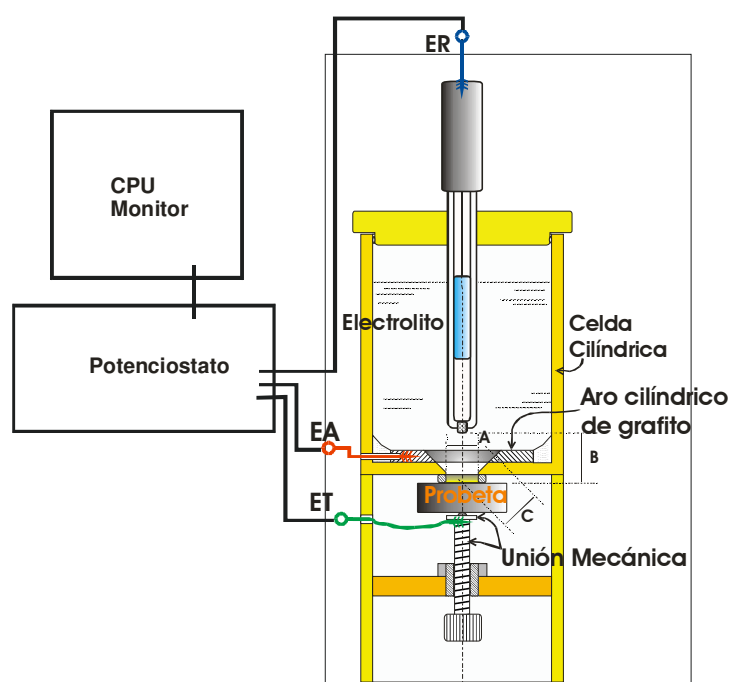 ER
CPU
Monitor
Electrolito
Celda
Cilíndrica
Potenciostato
Aro cilíndrico
de grafito
EA
A
B
Probeta
ET
C
Unión Mecánica